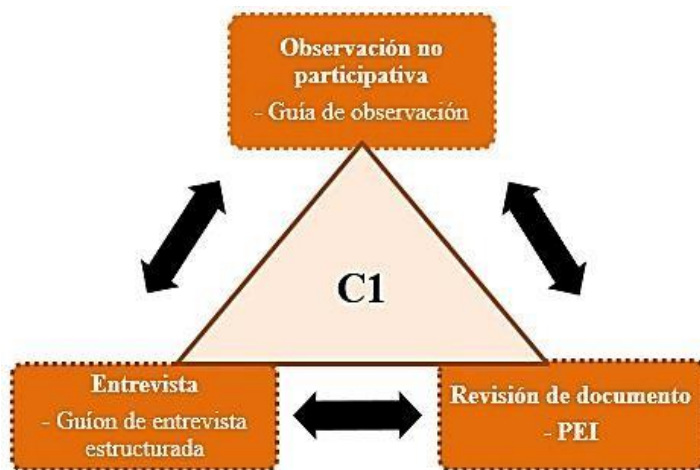 Observación no
participativa
- Guía de observación
C1
Entrevista
- Guíon de entrevista
estructurada
Revisión de documento
- PEI